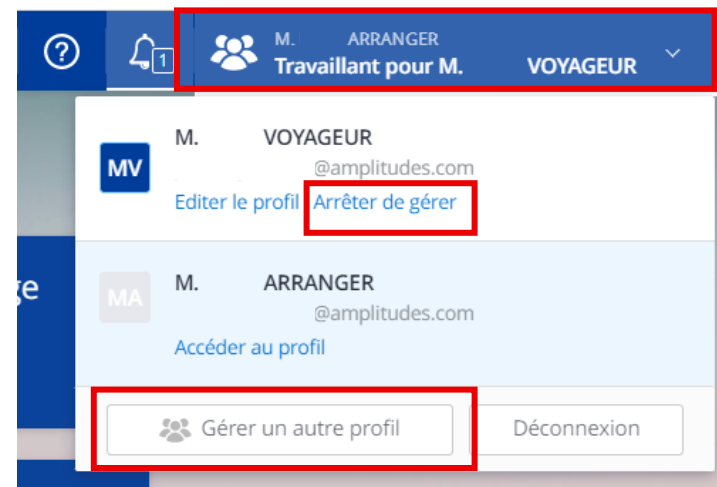 ?
1
M. ARRANGER
Travaillant pour M. VOYAGEUR
MV
M. VOYAGEUR
@amplitudes.com
Editer le profil Arrêter de gérer
ge
MA
M. ARRANGER
@amplitudes.com
Accéder au profil
Gérer un autre profil
Déconnexion